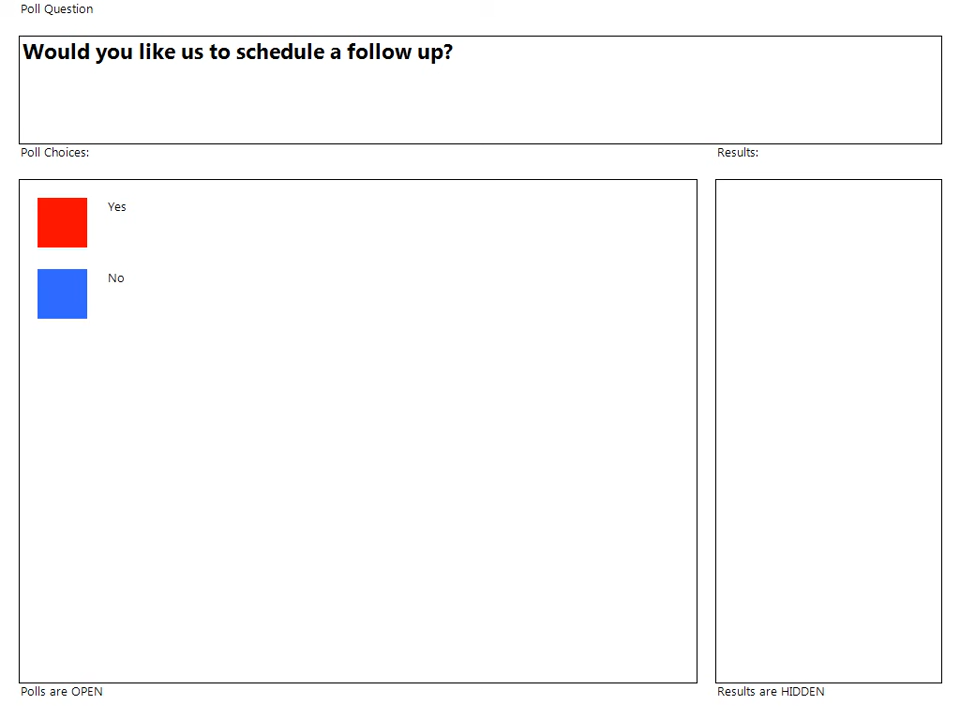 Poll Question
Would you like us to schedule a follow up?
Poll Choices:
Results:
Yes
No
Polls are OPEN
Results are HIDDEN